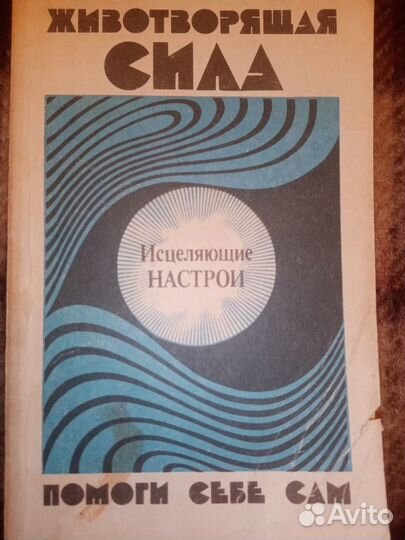 ЖИВОТВОРЯЩАЯ
СИЛА
Исцеляющие
НАСТРОИ
ПОМОГИ СЕБЕ САМ
Avito